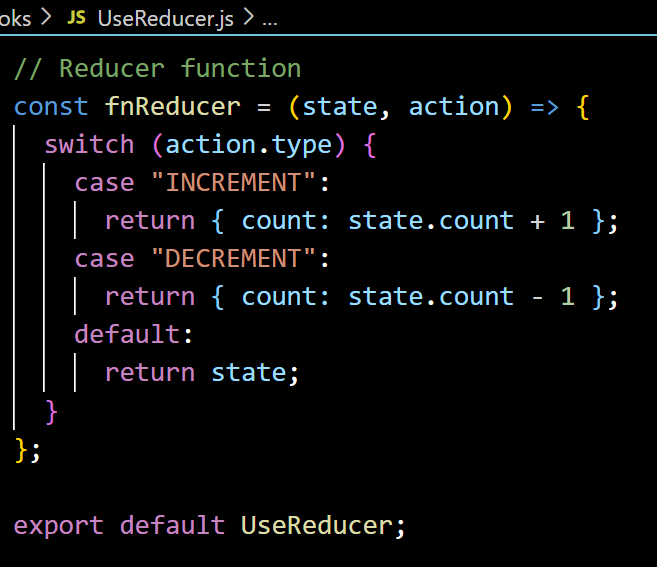 oks > JS UseReducer.js > ...
// Reducer function
const fnReducer = (state, action) => {
  switch (action.type) {
    case "INCREMENT":
      return { count: state.count + 1 };
    case "DECREMENT":
      return { count: state.count - 1 };
    default:
      return state;
  }
};

export default UseReducer;